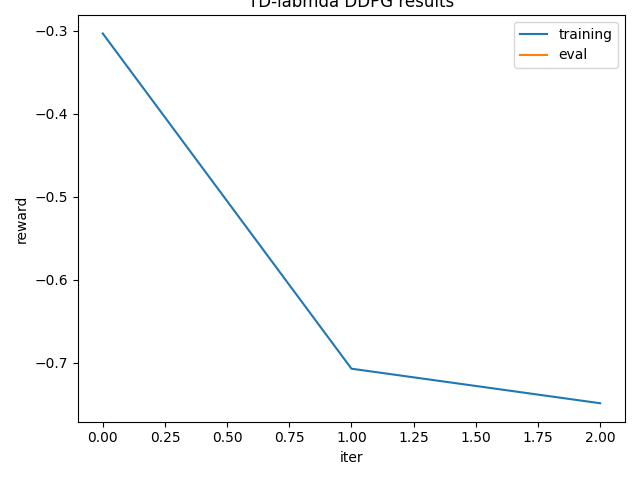 TD-labmda DDPG results
training
eval
reward
−0.3
−0.4
−0.5
−0.6
−0.7
0.00 0.25 0.50 0.75 1.00 1.25 1.50 1.75 2.00
iter